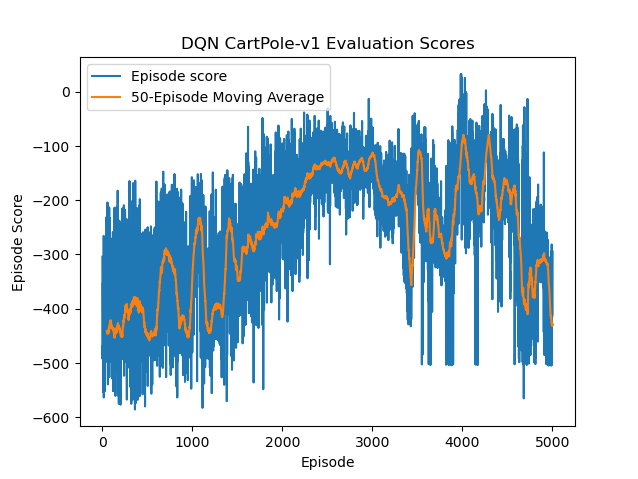 DQN CartPole-v1 Evaluation Scores
Episode score
50-Episode Moving Average
0
−100
−200
−300
−400
−500
−600
Episode Score
0
1000
2000
3000
4000
5000
Episode